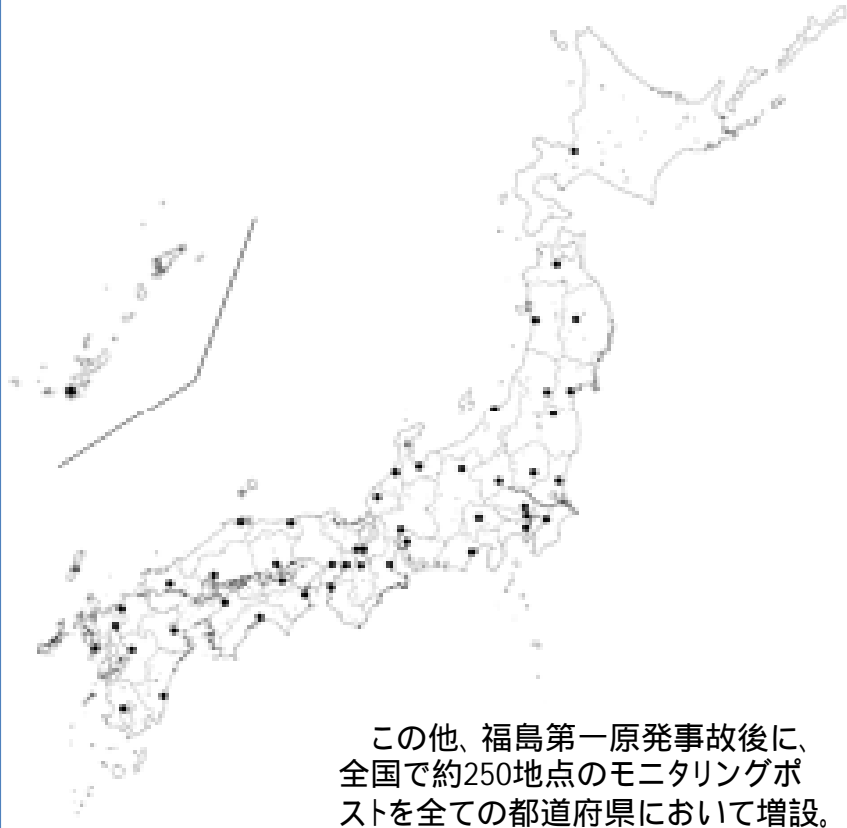 この他、福島第一原発事故後に、
全国で約250地点のモニタリングポ
ストを全ての都道府県において増設。